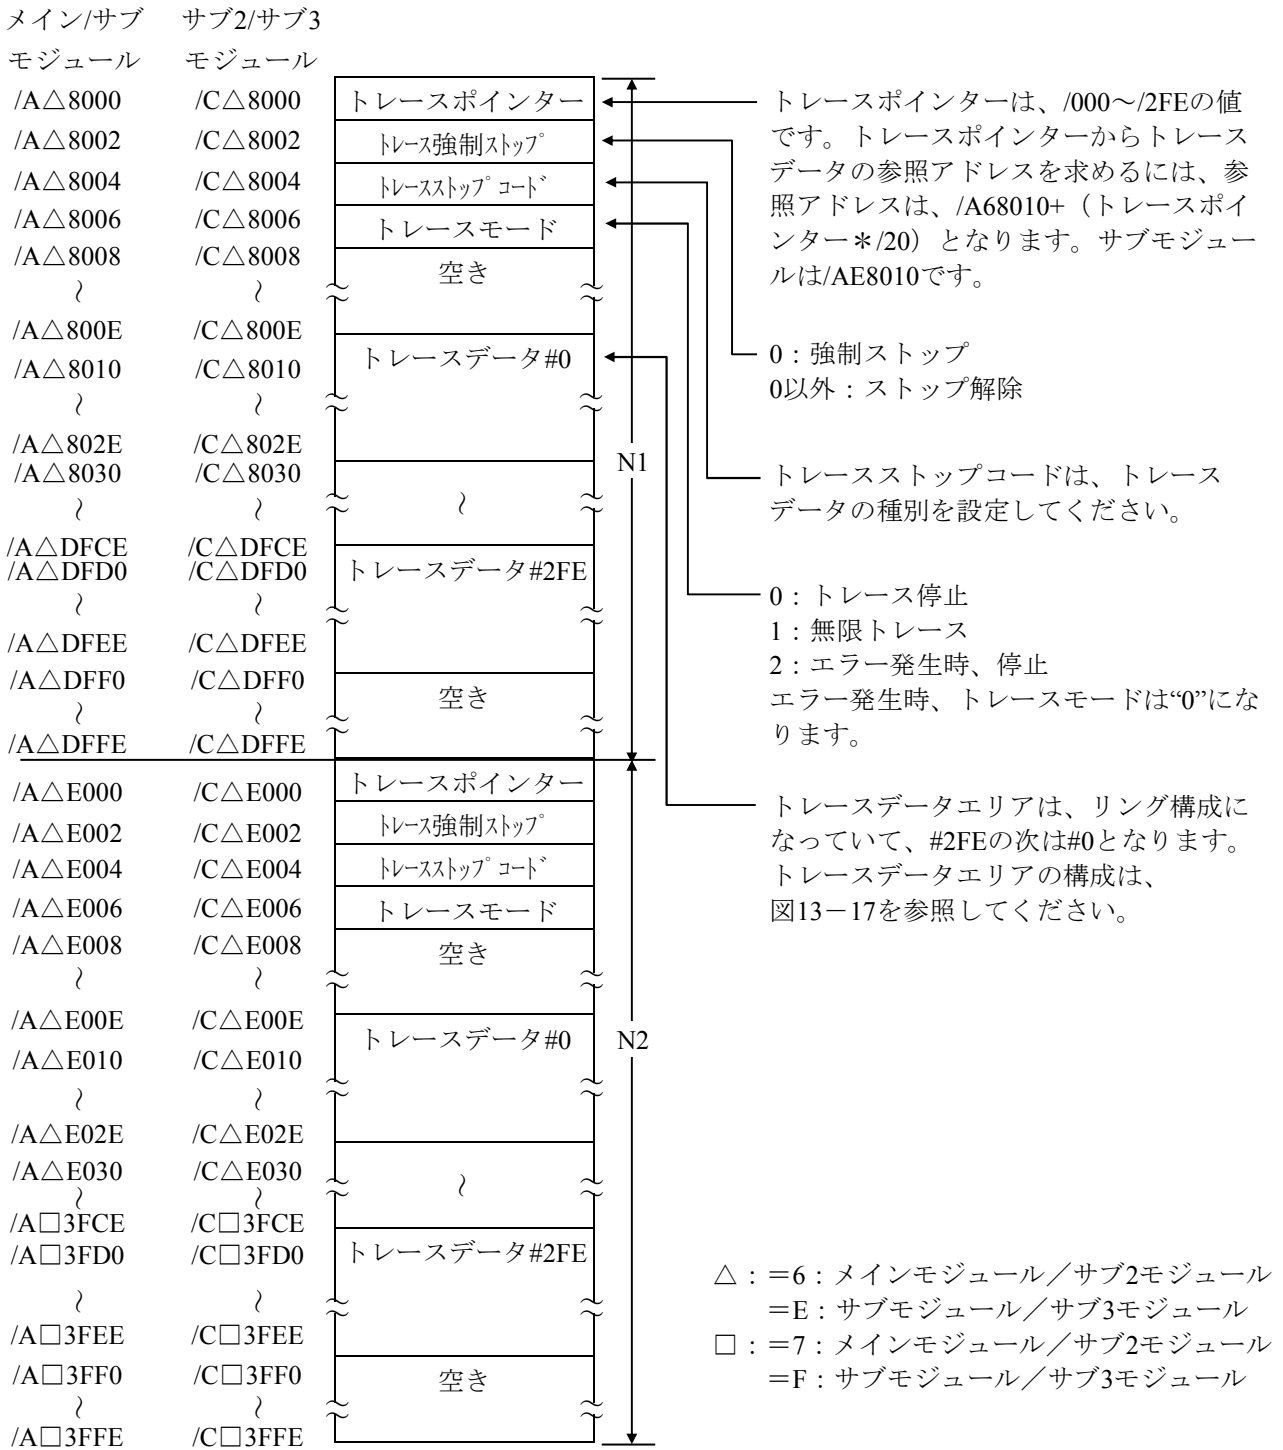 メイン/サブ サブ2/サブ3
モジュール モジュール
/A△8000 /C△8000 トレースポインター
/A△8002 /C△8002 トレース強制ストップ
/A△8004 /C△8004 トレースストップコード
/A△8006 /C△8006 トレースモード
/A△8008 /C△8008 空き
～ ～
/A△800E /C△800E
/A△8010 /C△8010 トレースデータ#0
～ ～
/A△802E /C△802E
/A△8030 /C△8030
～ ～ ～
/A△DFCE /C△DFCE
/A△DFD0 /C△DFD0 トレースデータ#2FE
～ ～
/A△DFEE /C△DFEE
/A△DFF0 /C△DFF0 空き
～ ～
/A△DFFE /C△DFFE
N1
/A△E000 /C△E000 トレースポインター
/A△E002 /C△E002 トレース強制ストップ
/A△E004 /C△E004 トレースストップコード
/A△E006 /C△E006 トレースモード
/A△E008 /C△E008 空き
～ ～
/A△E00E /C△E00E
/A△E010 /C△E010 トレースデータ#0
～ ～
/A△E02E /C△E02E
/A△E030 /C△E030
～ ～ ～
/A□3FCE /C□3FCE
/A□3FD0 /C□3FD0 トレースデータ#2FE
～ ～
/A□3FEE /C□3FEE
/A□3FF0 /C□3FF0 空き
～ ～
/A□3FFE /C□3FFE
N2
トレースポインターは、/000～/2FEの値
です。トレースポインターからトレース
データの参照アドレスを求めるには、参
照アドレスは、/A68010+（トレースポイ
ンター＊/20）となります。サブモジュー
ルは/AE8010です。
0：強制ストップ
0以外：ストップ解除
トレースストップコードは、トレース
データの種別を設定してください。
0：トレース停止
1：無限トレース
2：エラー発生時、停止
エラー発生時、トレースモードは“0”にな
ります。
トレースデータエリアは、リング構成に
なっていて、#2FEの次は#0となります。
トレースデータエリアの構成は、
図13－17を参照してください。
△：＝6：メインモジュール／サブ2モジュール
＝E：サブモジュール／サブ3モジュール
□：＝7：メインモジュール／サブ2モジュール
＝F：サブモジュール／サブ3モジュール